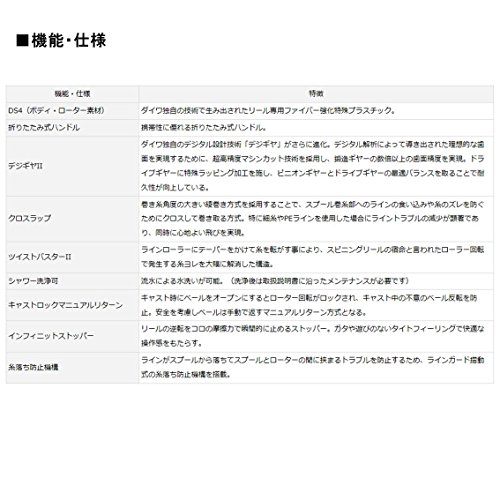 ■機能・仕様
機能・仕様
特徴
DS4（ボディ・ローター素材）
ダイワ独自の技術で生み出されたリール専用ファイバー強化特殊プラスチック。
折りたたみ式ハンドル
携帯性に優れる折りたたみ式ハンドル。
デジギヤII
ダイワ独自のデジタル設計技術「デジギヤ」がさらに進化。デジタル解析によって導き出された理想的な歯
面を実現するために、超高精度マシンカット技術を採用し、鍛造ギヤーの数倍以上の歯面精度を実現。ドラ
イブギヤーに特殊ラッピング加工を施し、ピニオンギヤーとドライブギヤーの最適バランスを取ることで耐
久性が向上している。
クロスラップ
巻き糸角度の大きい綾巻き方式を採用することで、スプール巻糸部へのラインの食い込みや糸のズレを防ぐ
ためにクロスして巻き取る方式。特に細糸やPEラインを使用した場合にライントラブルの減少が顕著であ
り、同時に心地よい飛びを実現。
ツイストバスターII
ラインローラーにテーパーをかけて糸を転がす事により、スピニングリールの宿命と言われたローラー回転
で発生する糸ヨレを大幅に解消した構造。
シャワー洗浄可
流水による水洗いが可能。（洗浄後は取扱説明書に沿ったメンテナンスが必要です）
キャストロックマニュアルリターン
キャスト時にベールをオープンにするとローター回転がロックされ、キャスト中の不意のベール反転を防
止。安全を考慮しベールは手動で返すマニュアルリターン方式となる。
インフィニットストッパー
リールの逆転をコロの摩擦力で瞬間的に止めるストッパー。ガタや遊びのないタイトフィーリングで快適な
操作感をもたらす。
糸落ち防止機構
ラインがスプールから落ちてスプールとローターの間に挟まるトラブルを防止するため、ラインガード摺動
式の糸落ち防止機構を搭載。